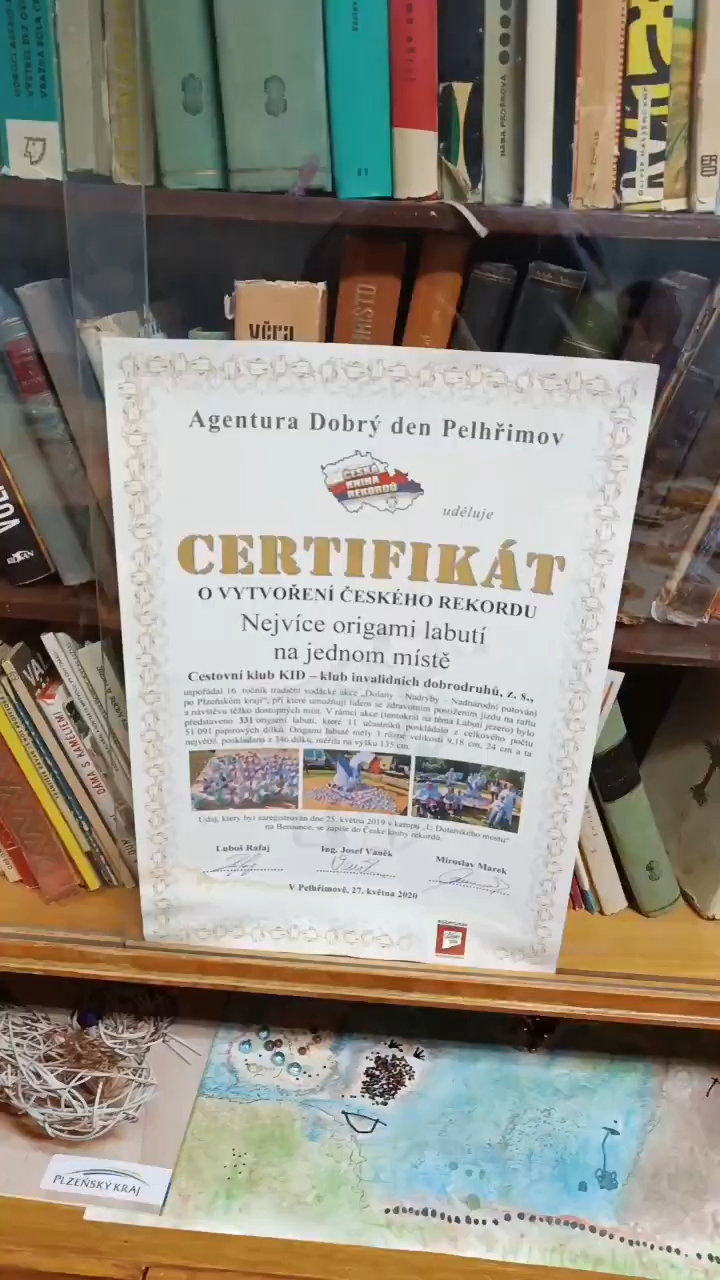 HANA PROŠKOVÁ
věra
RISTO
Agentura Dobrý den Pelhřimov
ČESKÁ
KNIHA
REKORDŮ
uděluje
CERTIFIKÁT
O VYTVOŘENÍ ČESKÉHO REKORDU
Nejvíce origami labutí
na jednom místě
Cestovní klub KID – klub invalidních dobrodruhů, z. s.,
uspořádal 16. ročník tradiční vodácké akce „Dolany - Nadryby – Nadnárodní putování
po Plzeňském kraji“, při které umožňují lidem se zdravotním postižením jízdu na raftu
a návštěvu těžko dostupných míst. V rámci akce (tentokrát na téma Labutí jezero) bylo
představeno 331 origami labutí, které 11 účastníků poskládalo z celkového počtu
51 091 papírových dílků. Origami labutě měly 3 různé velikosti 9,18 cm, 24 cm a ta
největší, poskládaná z 346 dílků, měřila na výšku 135 cm.
Údaj, který byl zaregistrován dne 25. května 2019 v kempu „U Dolanského mostu“
na Berounce, se zapíše do České knihy rekordů.
Luboš Rafaj
Ing. Josef Vaněk
Miroslav Marek
V Pelhřimově, 27. května 2020
DÁMA S KAMÉLIEMI
PLZEŇSKÝ KRAJ